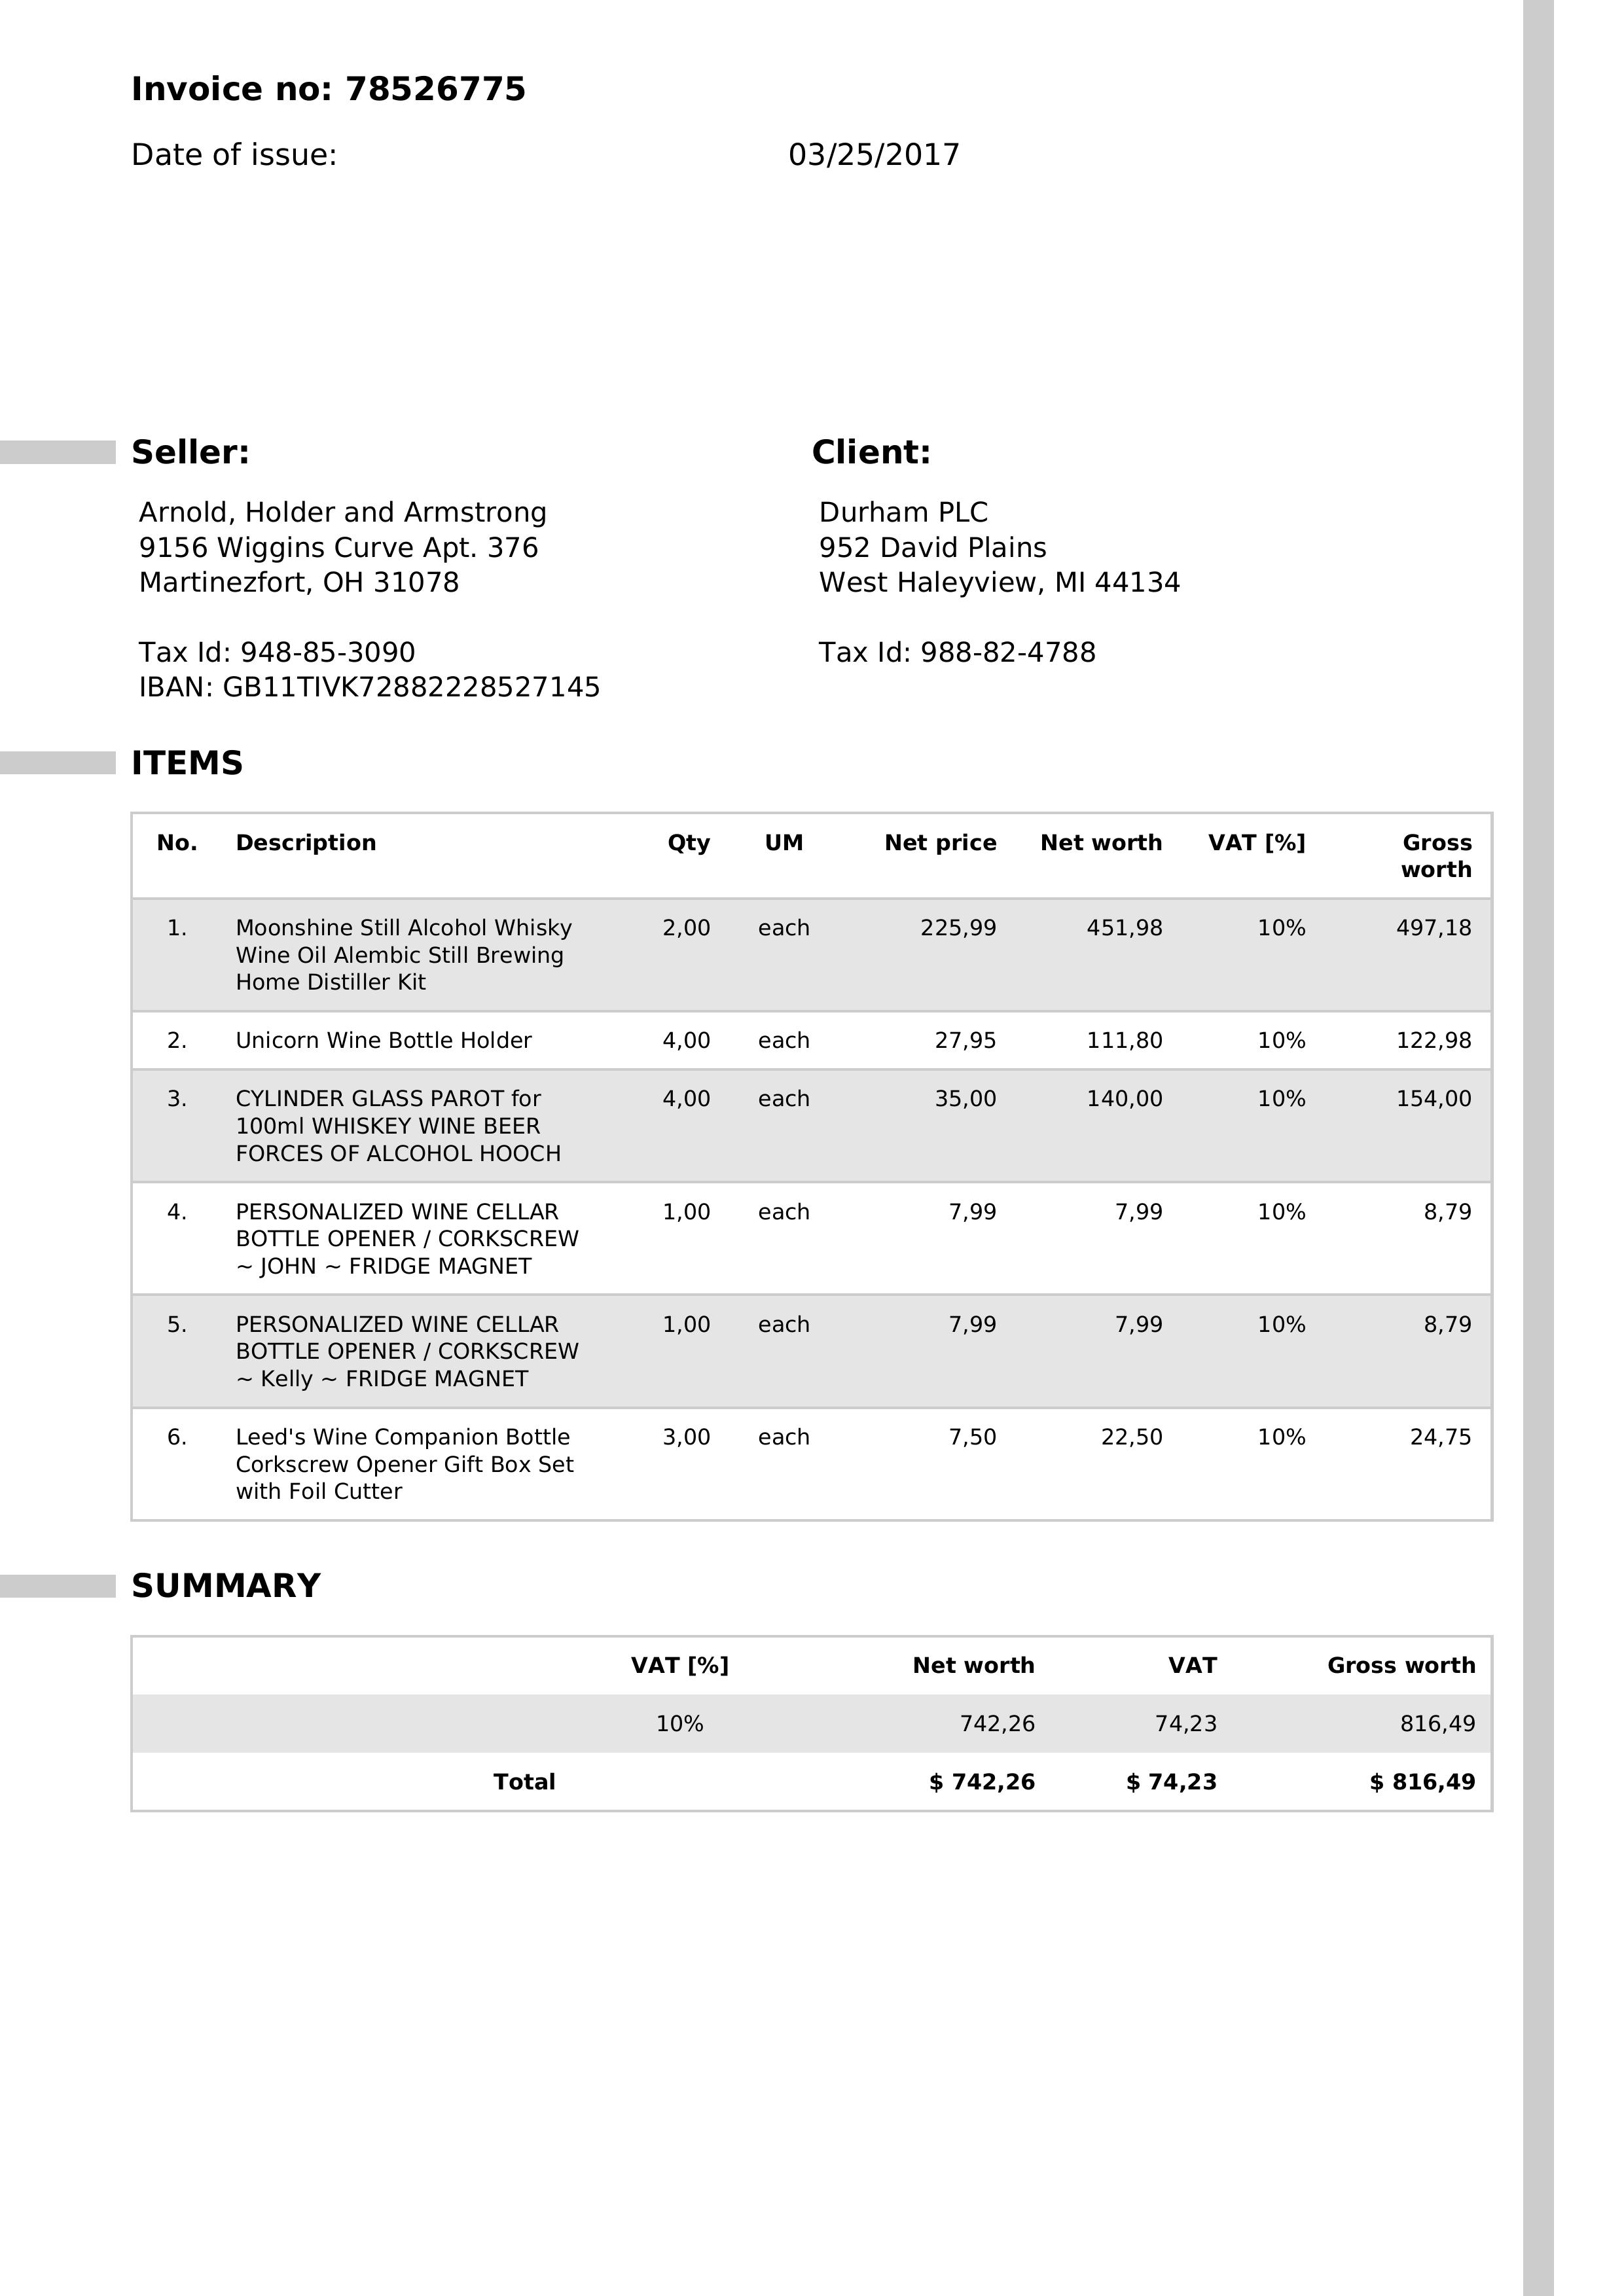 Invoice no: 78526775
Date of issue: 03/25/2017
Seller:
Arnold, Holder and Armstrong
9156 Wiggins Curve Apt. 376
Martinezfort, OH 31078
Tax Id: 948-85-3090
IBAN: GB11TIVK72882228527145
Client:
Durham PLC
952 David Plains
West Haleyview, MI 44134
Tax Id: 988-82-4788
ITEMS
No. Description Qty UM Net price Net worth VAT [%] Gross
worth
1. Moonshine Still Alcohol Whisky 2,00 each 225,99 451,98 10% 497,18
Wine Oil Alembic Still Brewing
Home Distiller Kit
2. Unicorn Wine Bottle Holder 4,00 each 27,95 111,80 10% 122,98
3. CYLINDER GLASS PAROT for 4,00 each 35,00 140,00 10% 154,00
100ml WHISKEY WINE BEER
FORCES OF ALCOHOL HOOCH
4. PERSONALIZED WINE CELLAR 1,00 each 7,99 7,99 10% 8,79
BOTTLE OPENER / CORKSCREW
~ JOHN ~ FRIDGE MAGNET
5. PERSONALIZED WINE CELLAR 1,00 each 7,99 7,99 10% 8,79
BOTTLE OPENER / CORKSCREW
~ Kelly ~ FRIDGE MAGNET
6. Leed's Wine Companion Bottle 3,00 each 7,50 22,50 10% 24,75
Corkscrew Opener Gift Box Set
with Foil Cutter
SUMMARY
VAT [%] Net worth VAT Gross worth
10% 742,26 74,23 816,49
Total $ 742,26 $ 74,23 $ 816,49